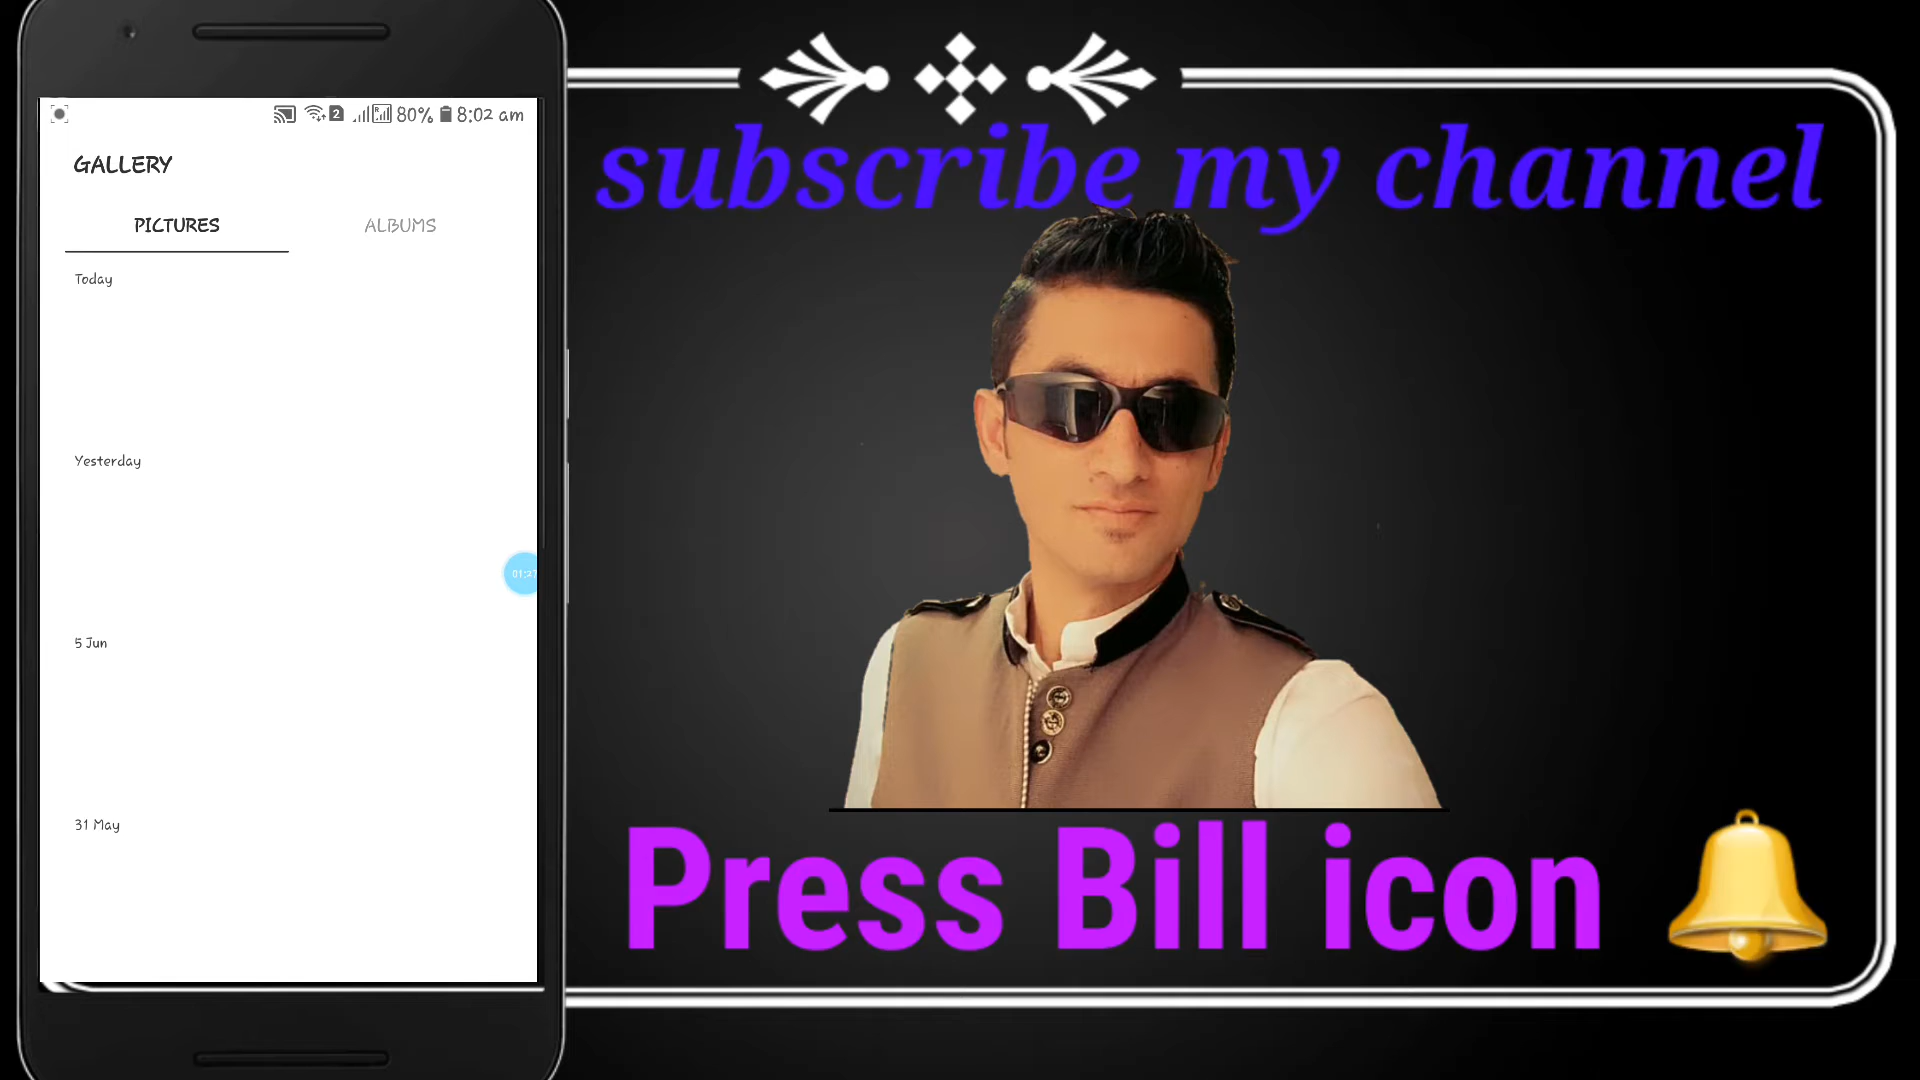 2 R 80% 8:02 am
GALLERY
PICTURES ALBUMS
Today
Yesterday
5 Jun
31 May
subscribe my channel
Press Bill icon